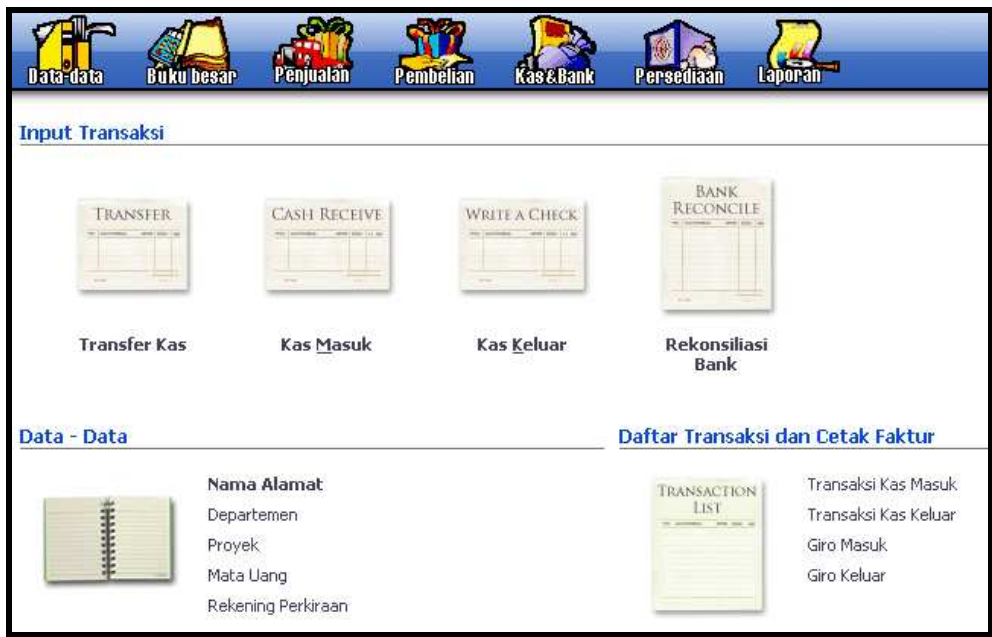 Data-data Buku besar Penjualan Pembelian Kas&Bank Persediaan Laporan
Input Transaksi
TRANSFER
CASH RECEIVE
WRITE A CHECK
BANK
RECONCILE
Transfer Kas
Kas Masuk
Kas Keluar
Rekonsiliasi
Bank
Data - Data
Nama Alamat
Departemen
Proyek
Mata Uang
Rekening Perkiraan
Daftar Transaksi dan Cetak Faktur
TRANSACTION
LIST
Transaksi Kas Masuk
Transaksi Kas Keluar
Giro Masuk
Giro Keluar